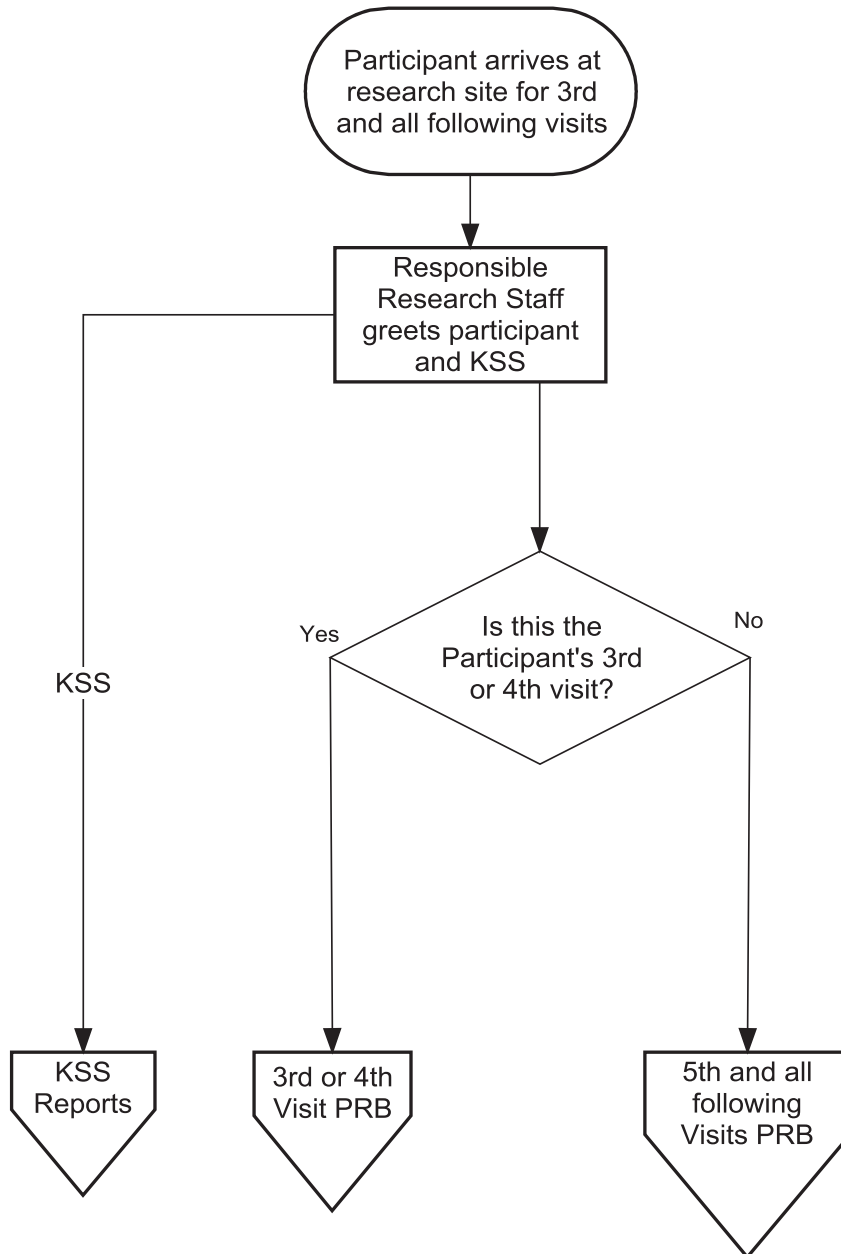 Participant arrives at
research site for 3rd
and all following visits
Responsible
Research Staff
greets participant
and KSS
Is this the
Participant's 3rd
or 4th visit?
Yes
No
KSS
KSS
Reports
3rd or 4th
Visit PRB
5th and all
following
Visits PRB